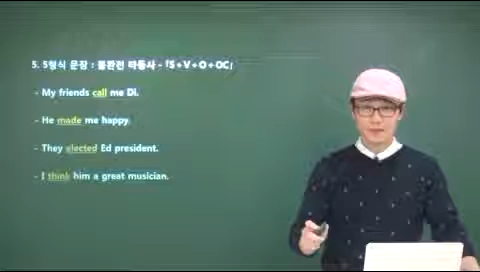 5. 5형식 문장 : 불완전 타동사 - 「S + V + O + OC」
- My friends call me Di.
- He made me happy.
- They elected Ed president.
- I think him a great musician.